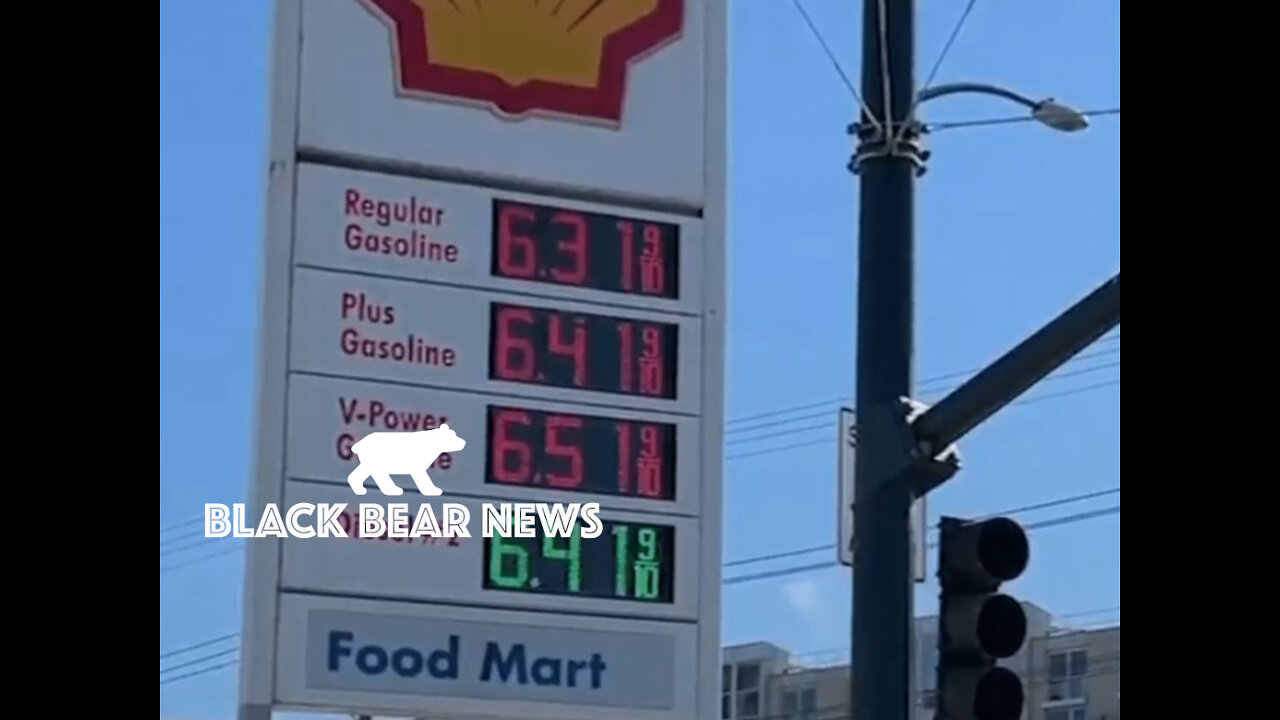 Regular
Gasoline
6.31 9/10
Plus
Gasoline
6.41 9/10
V-Power
6.51 9/10
BLACK BEAR NEWS
6.41 9/10
Food Mart